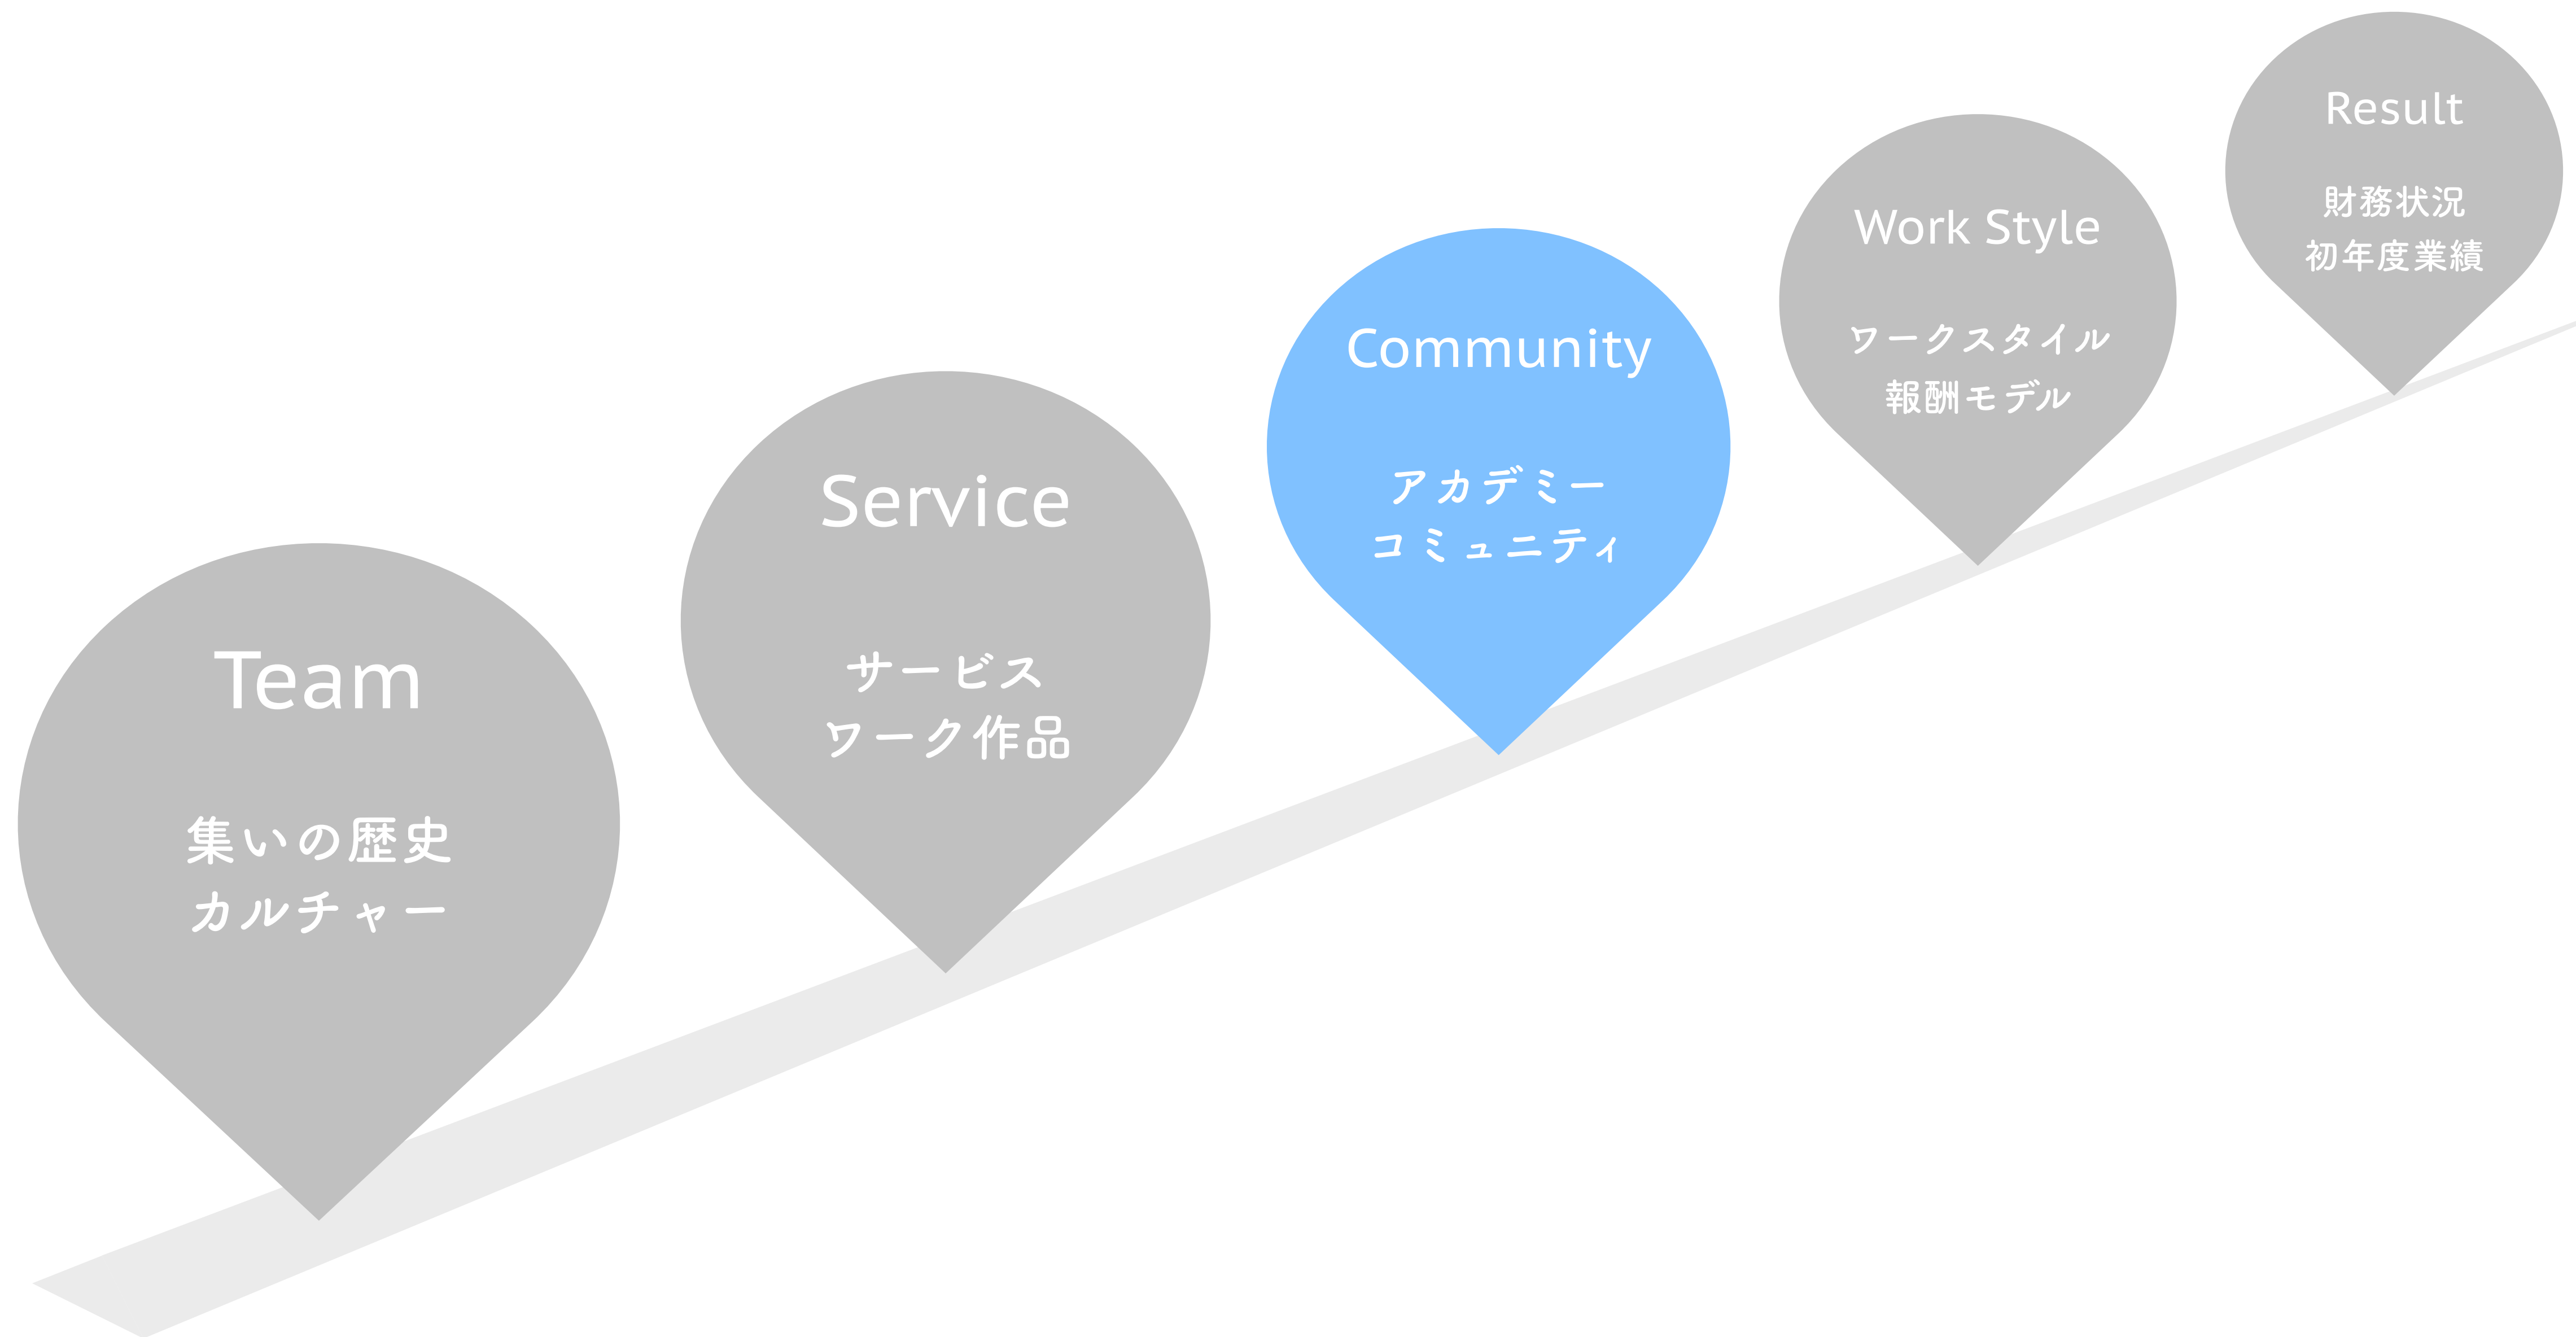 Team
集いの歴史
カルチャー
Service
サービス
ワーク作品
Community
アカデミー
コミュニティ
Work Style
ワークスタイル
報酬モデル
Result
財務状況
初年度業績